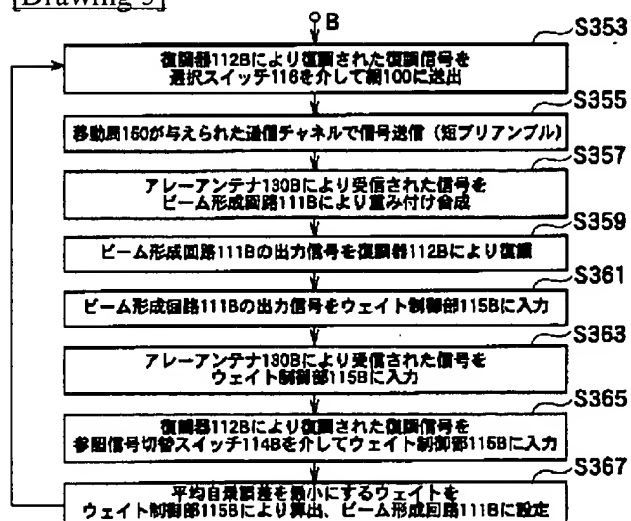 [Drawing 5]
B
S353
復調器112Bにより復調された復調信号を
選択スイッチ116を介して網100に送出
S355
移動局150が与えられた通信チャネルで信号送信（短プリアンブル）
S357
アレーアンテナ130Bにより受信された信号を
ビーム形成回路111Bにより重み付け合成
S359
ビーム形成回路111Bの出力信号を復調器112Bにより復調
S361
ビーム形成回路111Bの出力信号をウェイト制御部115Bに入力
S363
アレーアンテナ130Bにより受信された信号を
ウェイト制御部115Bに入力
S365
復調器112Bにより復調された復調信号を
参照信号切替スイッチ114Bを介してウェイト制御部115Bに入力
S367
平均自乗誤差を最小にするウェイトを
ウェイト制御部115Bにより算出、ビーム形成回路111Bに設定